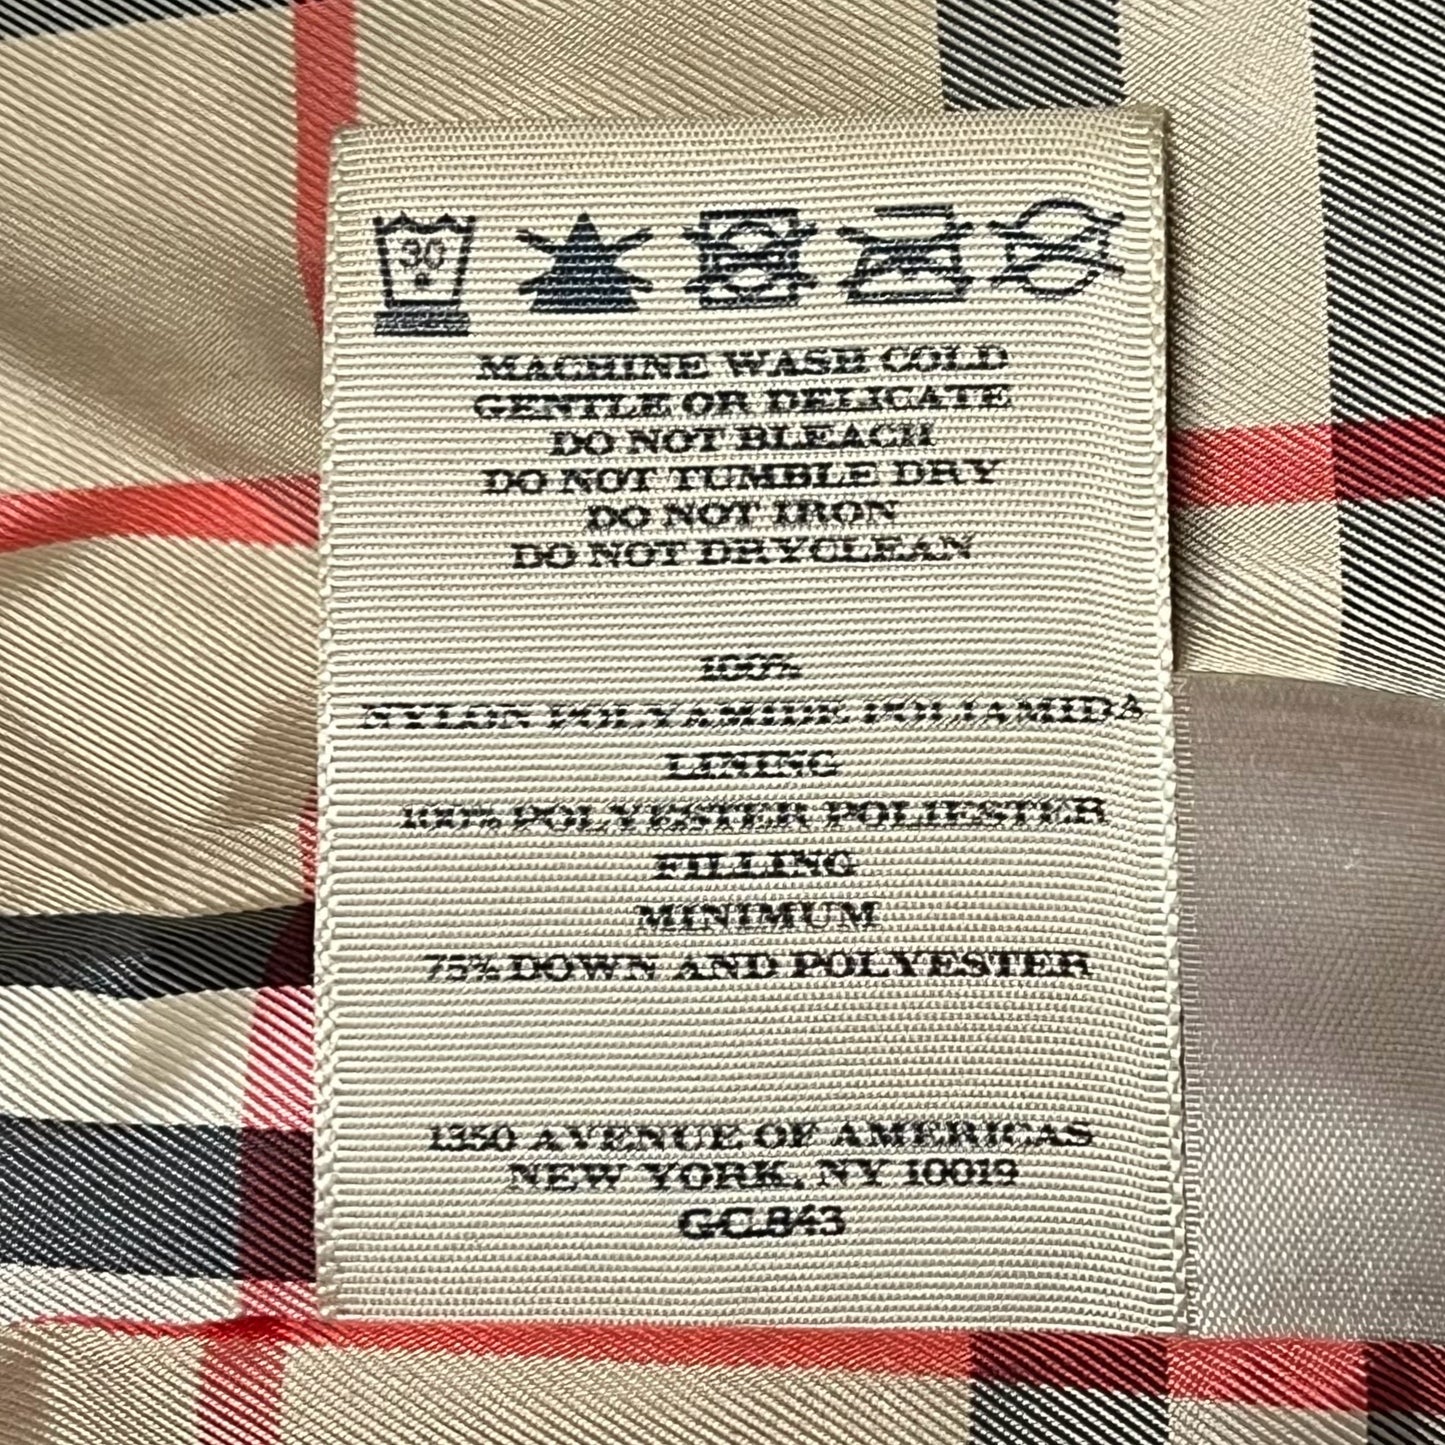 30
MACHINE WASH COLD
GENTLE OR DELICATE
DO NOT BLEACH
DO NOT TUMBLE DRY
DO NOT IRON
DO NOT DRYCLEAN
100%
NYLON POLYAMIDE POLIAMIDA
LINING
100% POLYESTER POLIESTER
FILLING
MINIMUM
75% DOWN AND POLYESTER
1350 AVENUE OF AMERICAS
NEW YORK, NY 10019
GCL843